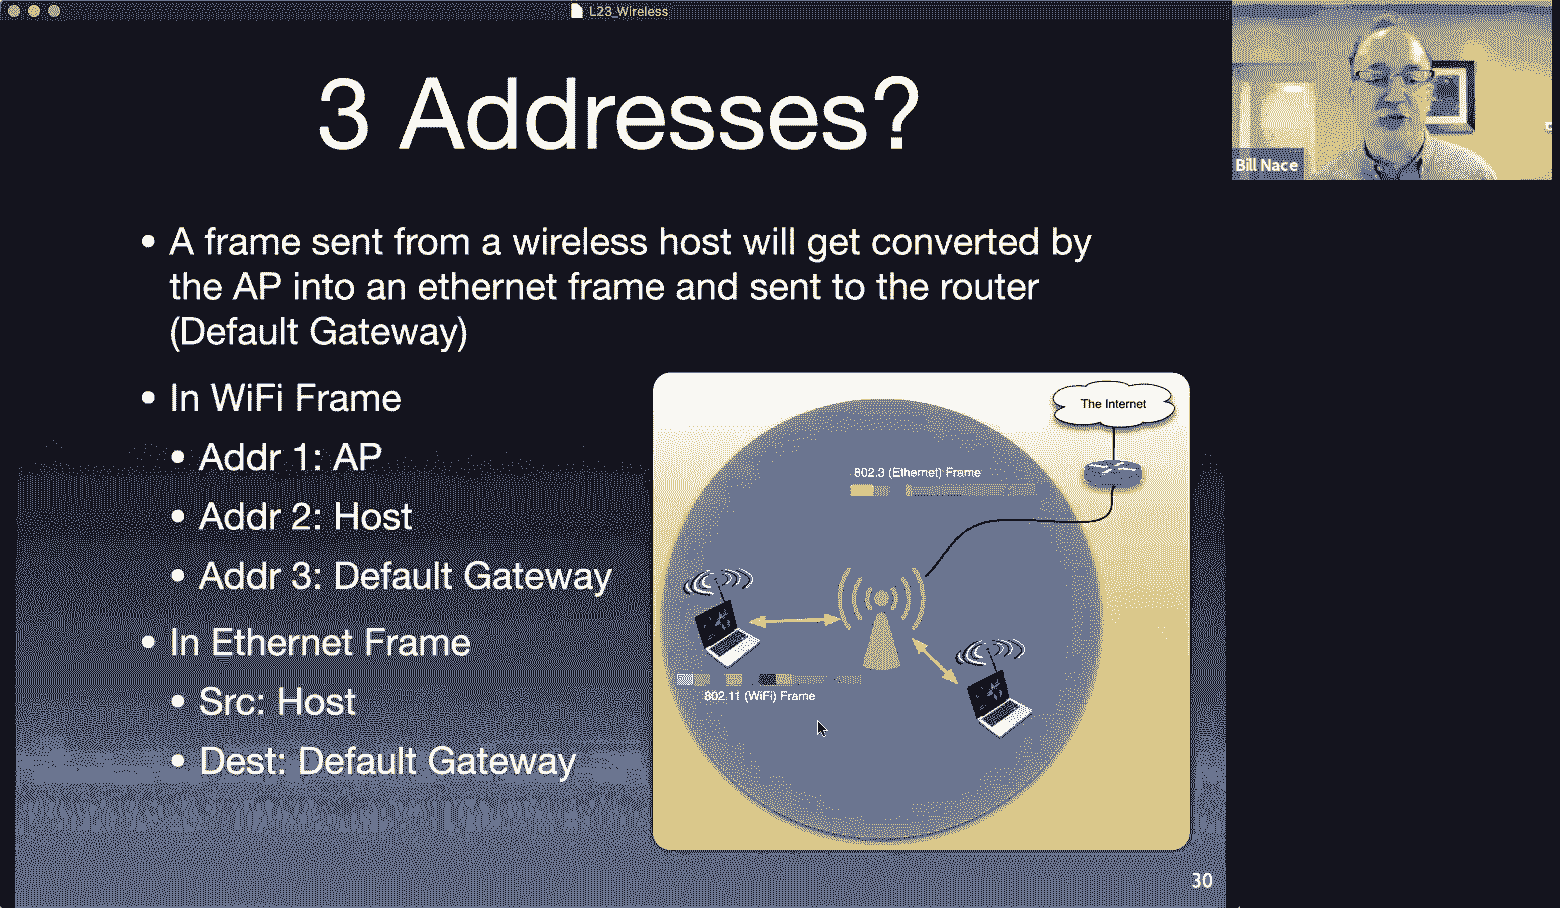 L23_Wireless
3 Addresses?
Bill Nace
• A frame sent from a wireless host will get converted by
the AP into an ethernet frame and sent to the router
(Default Gateway)
• In WiFi Frame
• Addr 1: AP
• Addr 2: Host
• Addr 3: Default Gateway
• In Ethernet Frame
• Src: Host
• Dest: Default Gateway
The Internet
802.3 (Ethernet) Frame
802.11 (WiFi) Frame
30